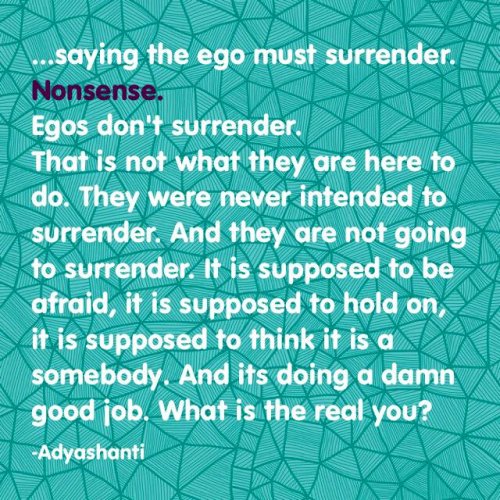 ...saying the ego must surrender.
Nonsense.
Egos don't surrender.
That is not what they are here to
do. They were never intended to
surrender. And they are not going
to surrender. It is supposed to be
afraid, it is supposed to hold on,
it is supposed to think it is a
somebody. And its doing a damn
good job. What is the real you?
-Adyashanti